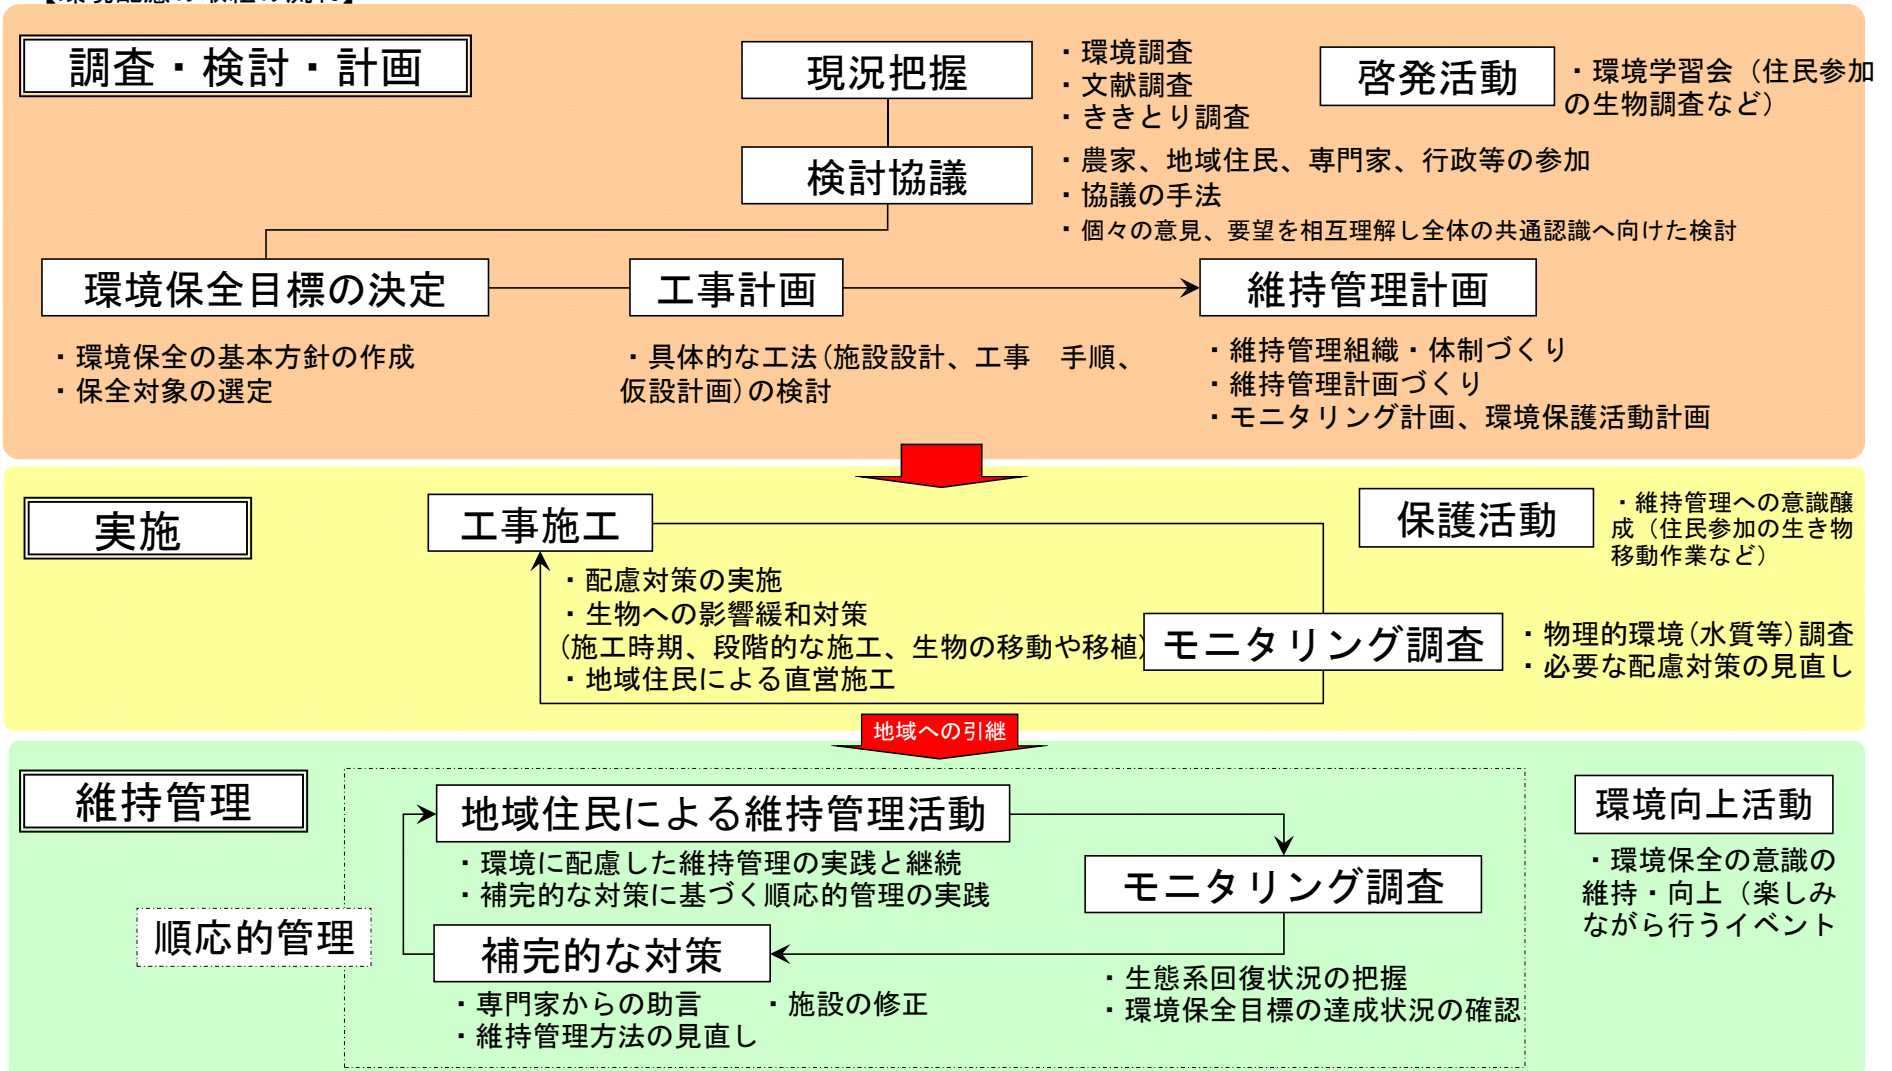 【環境配慮の取組の流れ】
調査・検討・計画
現況把握
・環境調査
・文献調査
・ききとり調査
啓発活動
・環境学習会（住民参加
の生物調査など）
検討協議
・農家、地域住民、専門家、行政等の参加
・協議の手法
・個々の意見、要望を相互理解し全体の共通認識へ向けた検討
環境保全目標の決定
・環境保全の基本方針の作成
・保全対象の選定
工事計画
・具体的な工法(施設設計、工事　手順、
仮設計画)の検討
維持管理計画
・維持管理組織・体制づくり
・維持管理計画づくり
・モニタリング計画、環境保護活動計画
実施
工事施工
・配慮対策の実施
・生物への影響緩和対策
(施工時期、段階的な施工、生物の移動や移植)
・地域住民による直営施工
保護活動
・維持管理への意識醸
成（住民参加の生き物
移動作業など）
モニタリング調査
・物理的環境(水質等)調査
・必要な配慮対策の見直し
地域への引継
維持管理
地域住民による維持管理活動
・環境に配慮した維持管理の実践と継続
・補完的な対策に基づく順応的管理の実践
モニタリング調査
・生態系回復状況の把握
・環境保全目標の達成状況の確認
順応的管理
補完的な対策
・専門家からの助言　・施設の修正
・維持管理方法の見直し
環境向上活動
・環境保全の意識の
維持・向上（楽しみ
ながら行うイベント